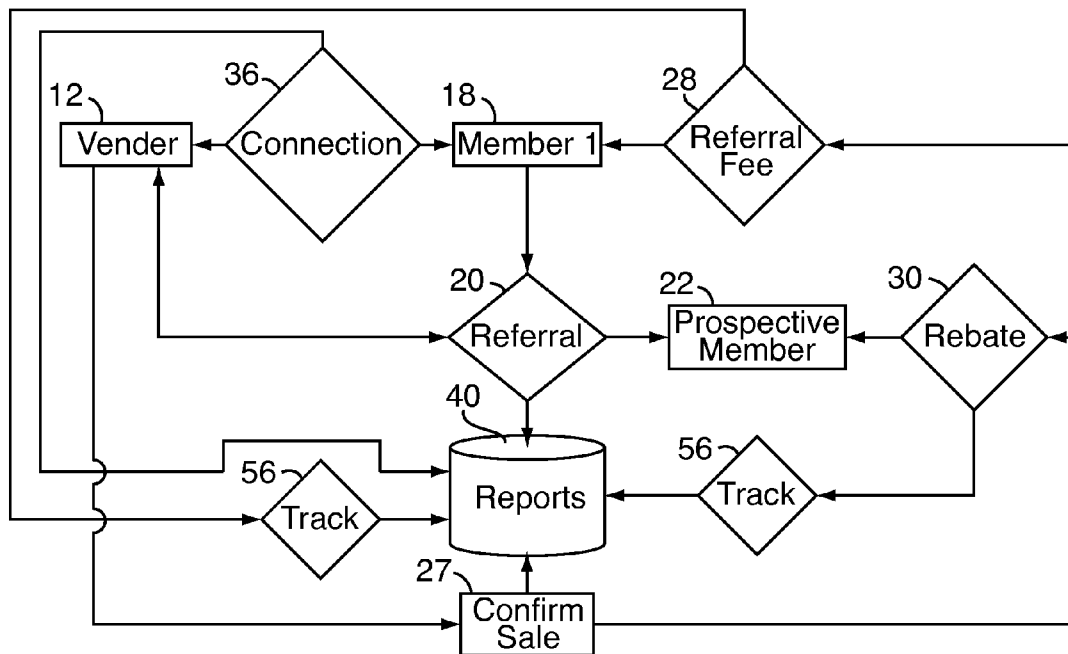 36
12
Vender
Connection
18
Member 1
28
Referral
Fee
20
Referral
22
Prospective
Member
30
Rebate
40
Reports
56
Track
56
Track
27
Confirm
Sale